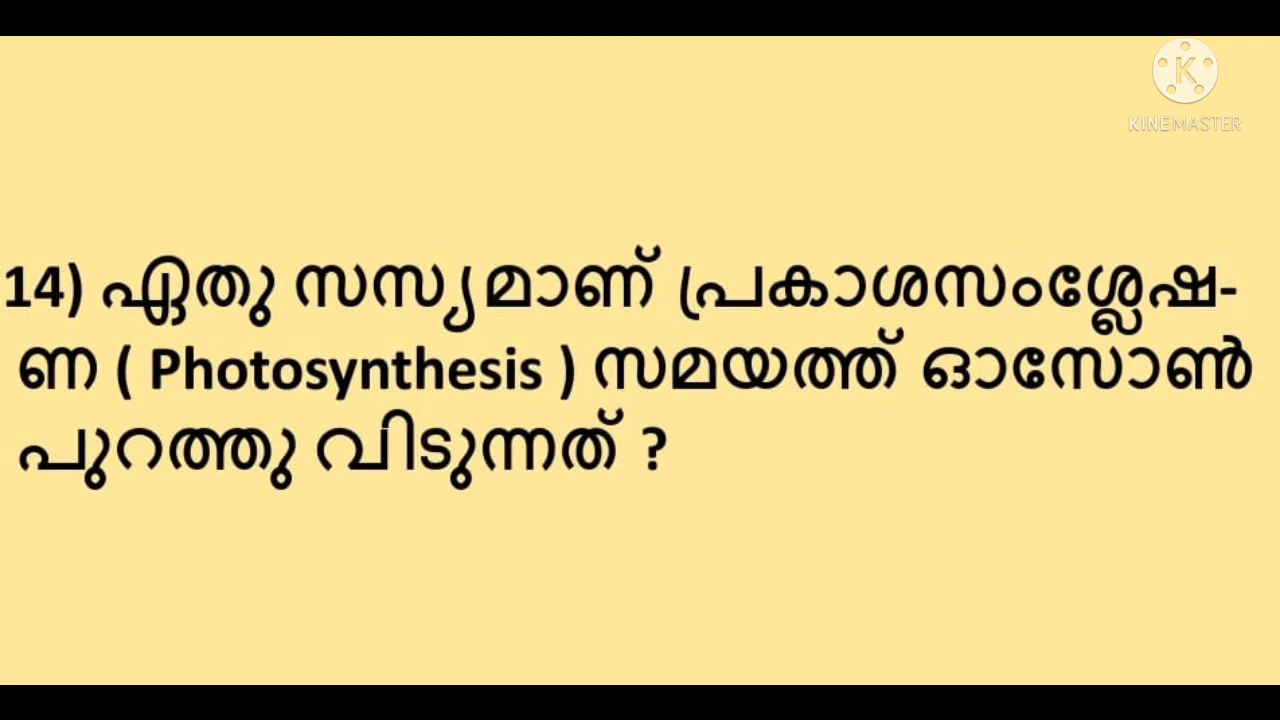 KINEMASTER
14) ഏതു സസ്യമാണ് പ്രകാശസംശ്ലേഷ-
ണ ( Photosynthesis ) സമയത്ത് ഓസോൺ
പുറത്തു വിടുന്നത് ?